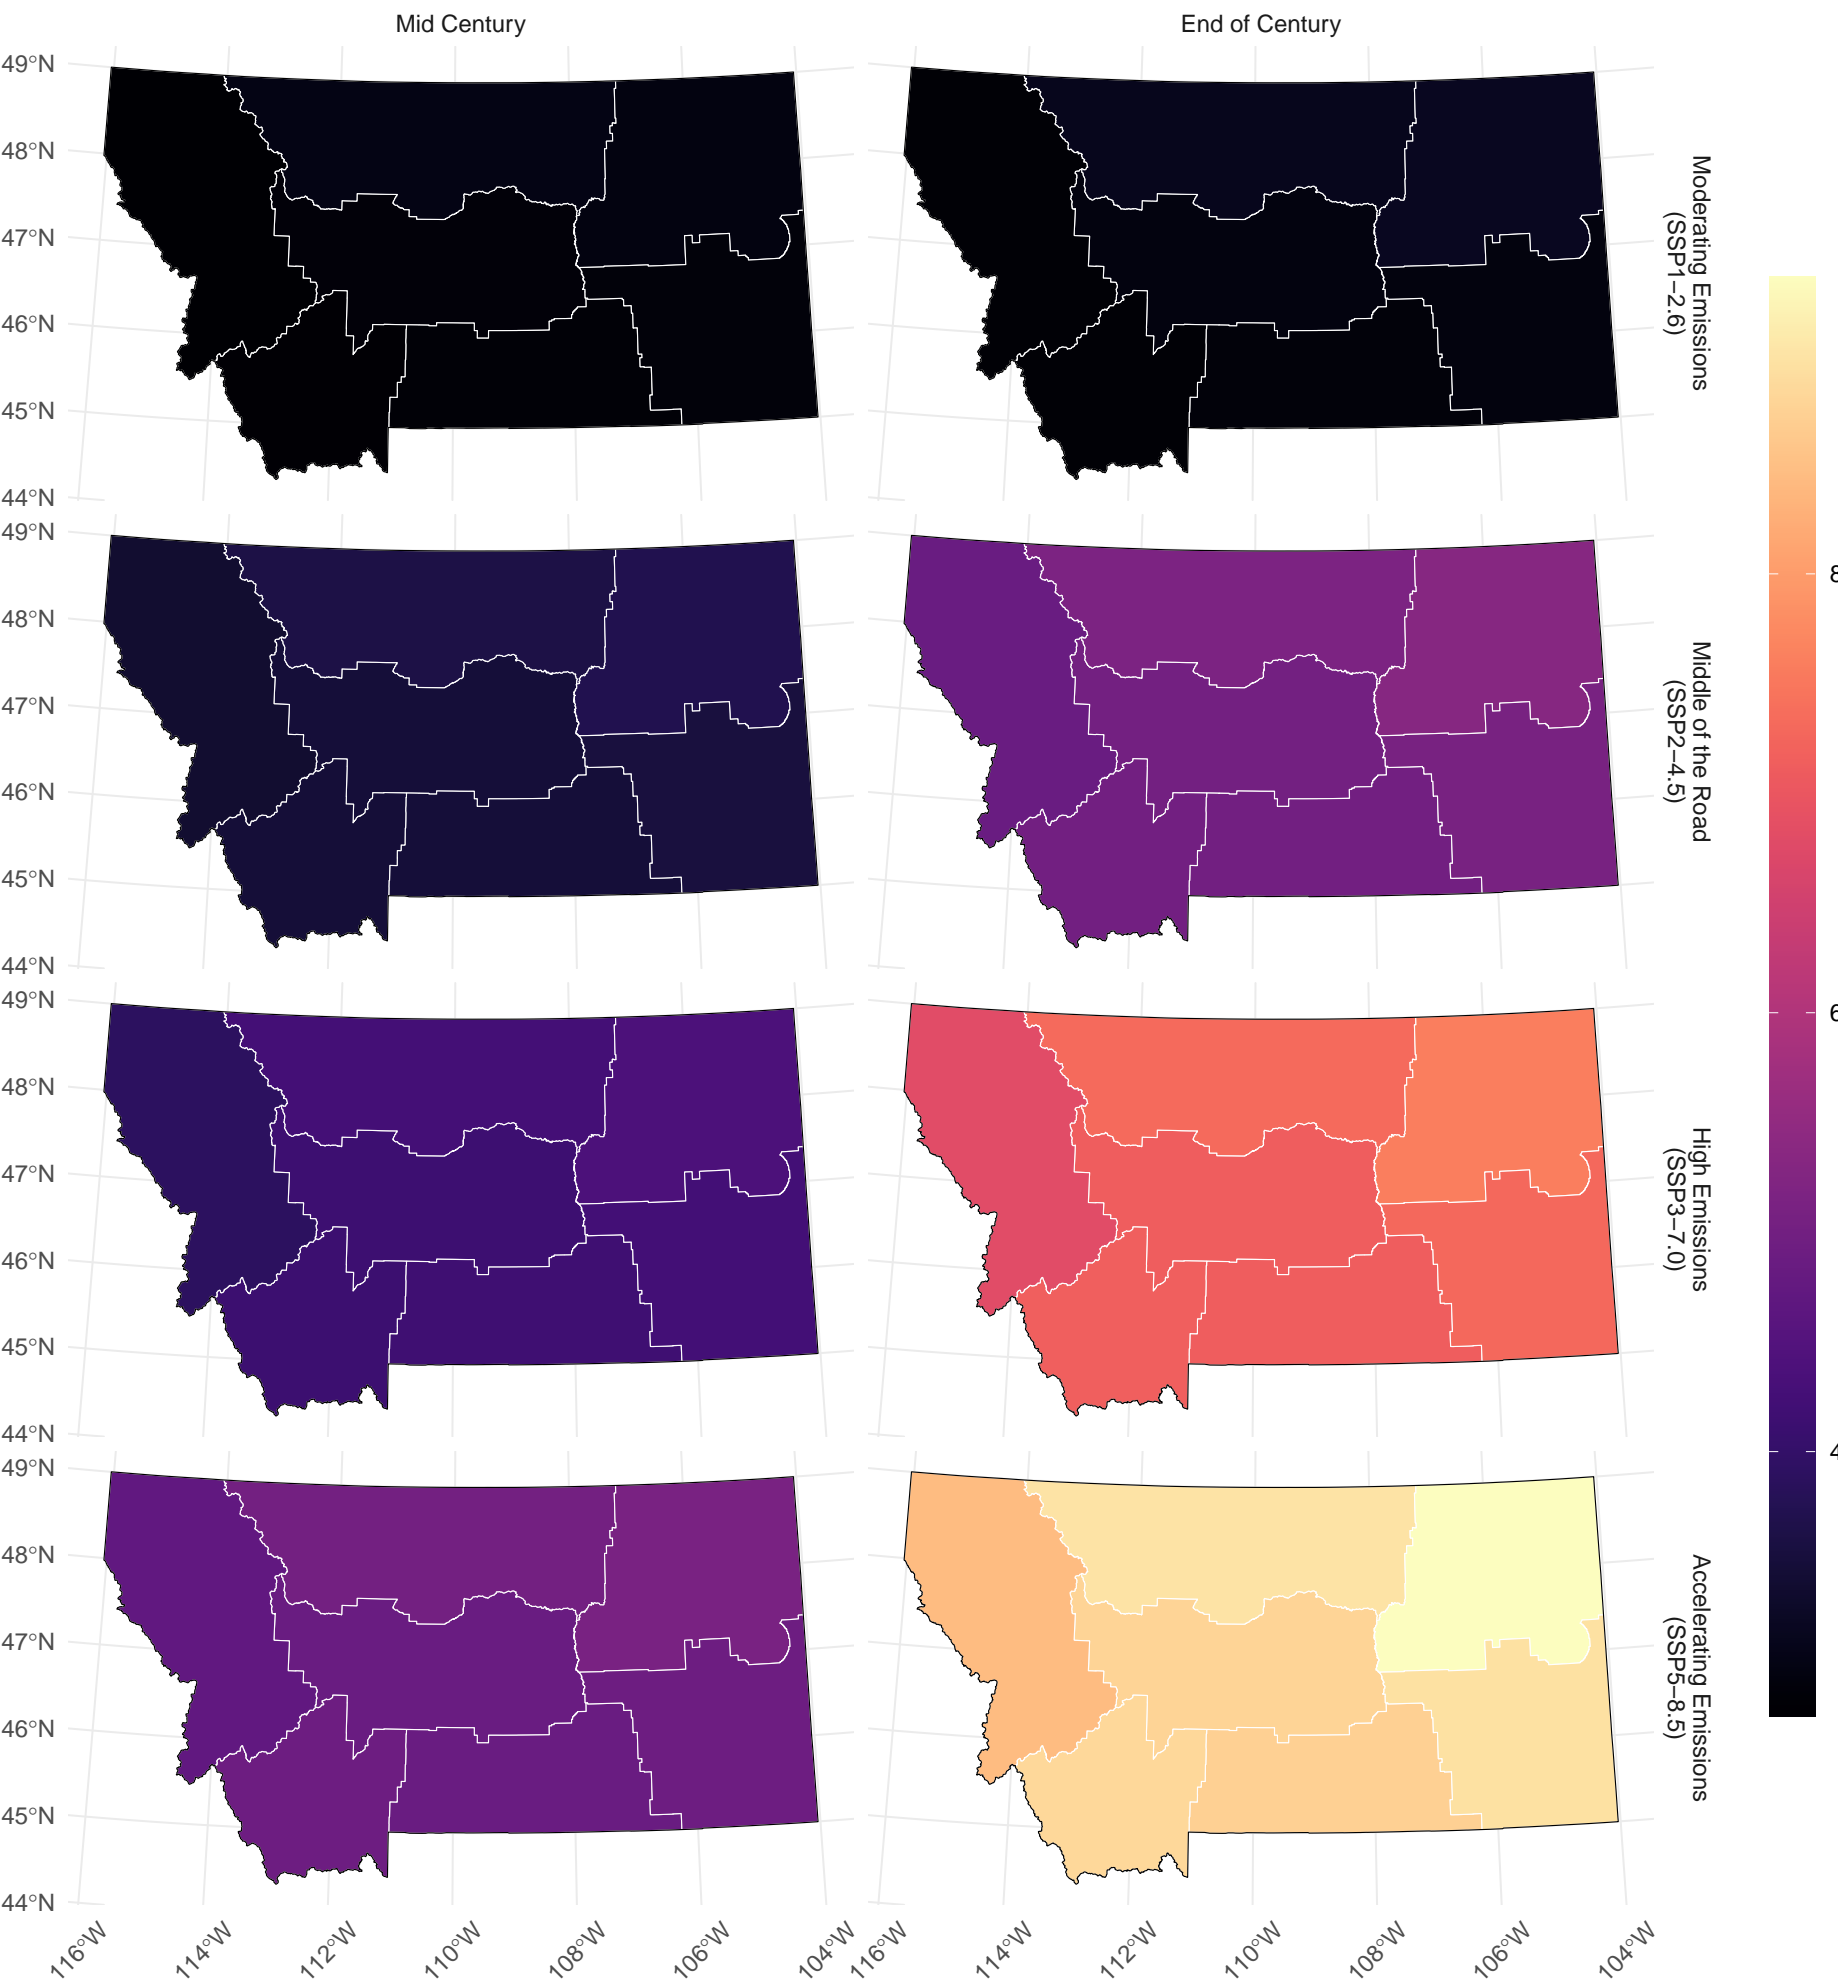 Mid Century
End of Century
49°N
48°N
47°N
46°N
45°N
44°N
Moderating Emissions
(SSP1−2.6)
49°N
48°N
47°N
46°N
45°N
44°N
Middle of the Road
(SSP2−4.5)
49°N
48°N
47°N
46°N
45°N
44°N
High Emissions
(SSP3−7.0)
49°N
48°N
47°N
46°N
45°N
44°N
Accelerating Emissions
(SSP5−8.5)
116°W
114°W
112°W
110°W
108°W
106°W
104°W
116°W
114°W
112°W
110°W
108°W
106°W
104°W
8
6
4